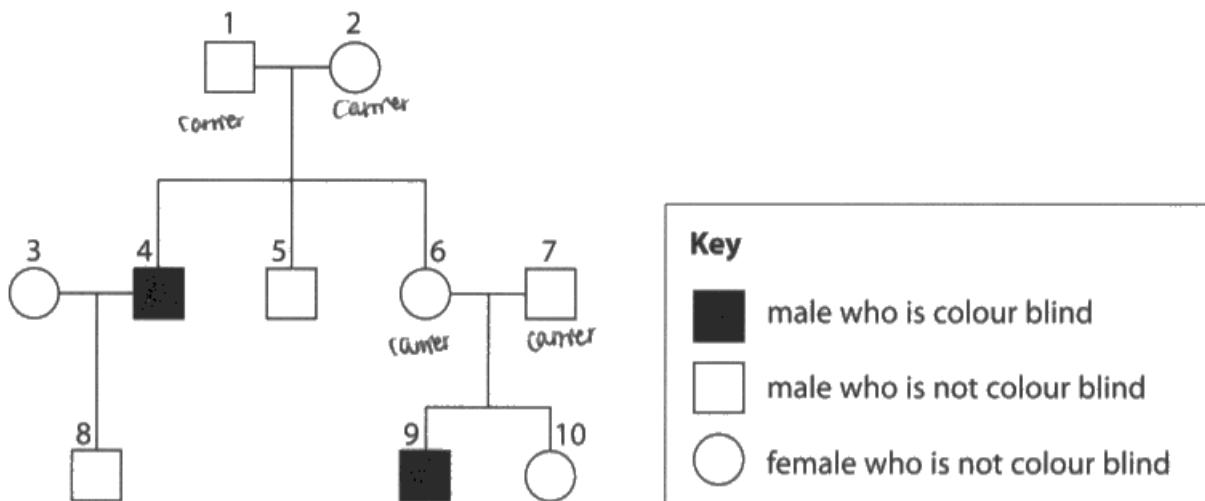 1 2
carrier Carrier
3 4 5 6 7
carrier carrier
8 9 10
Key
male who is colour blind
male who is not colour blind
female who is not colour blind